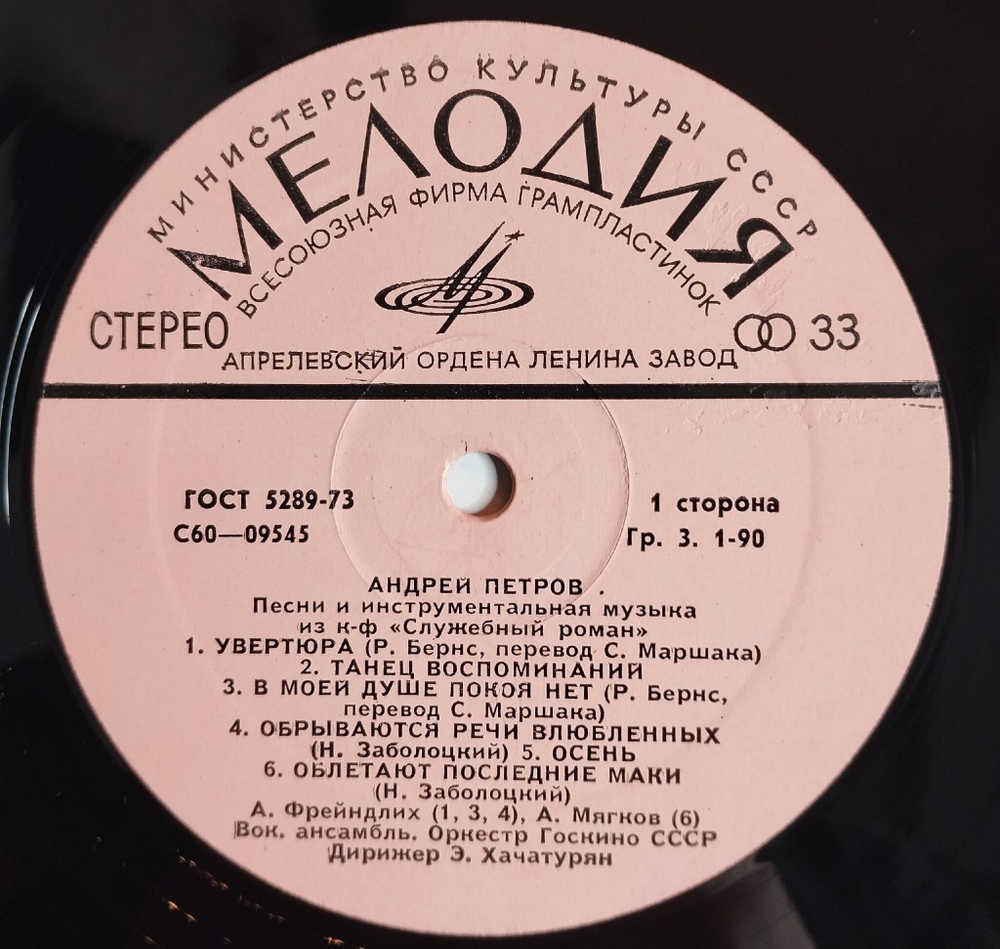 МИНИСТЕРСТВО КУЛЬТУРЫ СССР
МЕЛОДИЯ
ВСЕСОЮЗНАЯ ФИРМА ГРАМПЛАСТИНОК
СТЕРЕО
33
АПРЕЛЕВСКИЙ ОРДЕНА ЛЕНИНА ЗАВОД
ГОСТ 5289-73
1 сторона
С60—09545
Гр. 3. 1-90
АНДРЕЙ ПЕТРОВ
Песни и инструментальная музыка
из к-ф «Служебный роман»
1. УВЕРТЮРА (Р. Бернс, перевод С. Маршака)
2. ТАНЕЦ ВОСПОМИНАНИЙ
3. В МОЕЙ ДУШЕ ПОКОЯ НЕТ (Р. Бернс,
перевод С. Маршака)
4. ОБРЫВАЮТСЯ РЕЧИ ВЛЮБЛЕННЫХ
(Н. Заболоцкий) 5. ОСЕНЬ
6. ОБЛЕТАЮТ ПОСЛЕДНИЕ МАКИ
(Н. Заболоцкий)
А. Фрейндлих (1, 3, 4), А. Мягков (6)
Вок. ансамбль. Оркестр Госкино СССР
Дирижер Э. Хачатурян